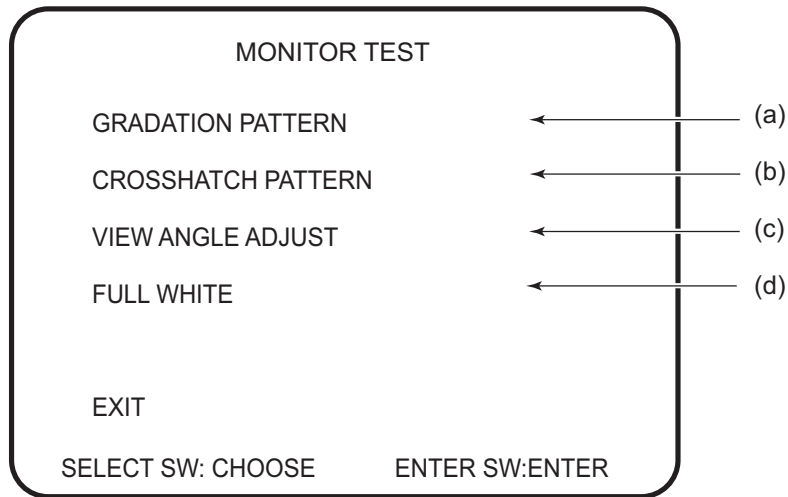 MONITOR TEST
GRADATION PATTERN (a)
CROSSHATCH PATTERN (b)
VIEW ANGLE ADJUST (c)
FULL WHITE (d)
EXIT
SELECT SW: CHOOSE ENTER SW:ENTER